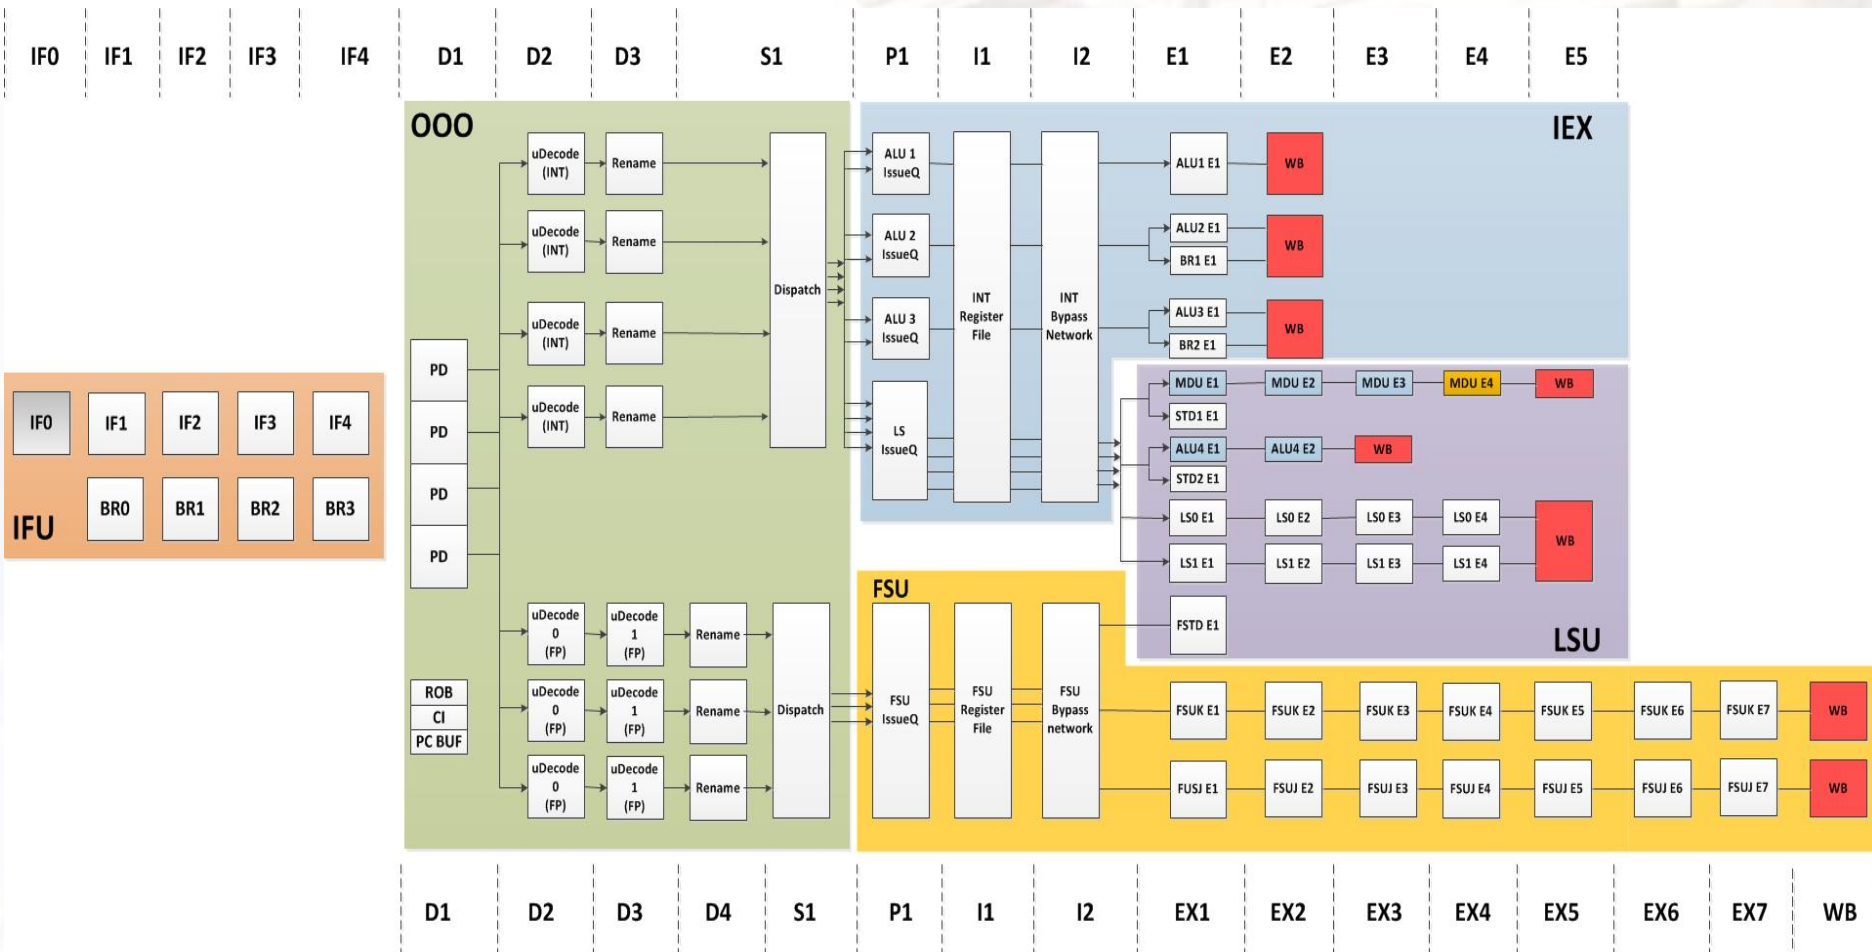 IF0 IF1 IF2 IF3 IF4 D1 D2 D3 S1 P1 I1 I2 E1 E2 E3 E4 E5
OOO
uDecode
(INT)
Rename
uDecode
(INT)
Rename
uDecode
(INT)
Rename
uDecode
(INT)
Rename
Dispatch
PD
PD
PD
PD
IF0 IF1 IF2 IF3 IF4
BR0 BR1 BR2 BR3
IFU
uDecode
0
(FP)
uDecode
1
(FP)
Rename
uDecode
0
(FP)
uDecode
1
(FP)
Rename
uDecode
0
(FP)
uDecode
1
(FP)
Rename
Dispatch
ROB
CI
PC BUF
IEX
ALU 1
IssueQ
ALU 2
IssueQ
ALU 3
IssueQ
LS
IssueQ
INT
Register
File
INT
Bypass
Network
ALU1 E1
WB
ALU2 E1
BR1 E1
WB
ALU3 E1
BR2 E1
WB
MDU E1 MDU E2 MDU E3 MDU E4 WB
STD1 E1
ALU4 E1 ALU4 E2 WB
STD2 E1
LS0 E1 LS0 E2 LS0 E3 LS0 E4
WB
LS1 E1 LS1 E2 LS1 E3 LS1 E4
FSTD E1
LSU
FSU
FSU
IssueQ
FSU
Register
File
FSU
Bypass
network
FSUK E1 FSUK E2 FSUK E3 FSUK E4 FSUK E5 FSUK E6 FSUK E7 WB
FUSJ E1 FSUJ E2 FSUJ E3 FSUJ E4 FSUJ E5 FSUJ E6 FSUJ E7 WB
D1 D2 D3 D4 S1 P1 I1 I2 EX1 EX2 EX3 EX4 EX5 EX6 EX7 WB